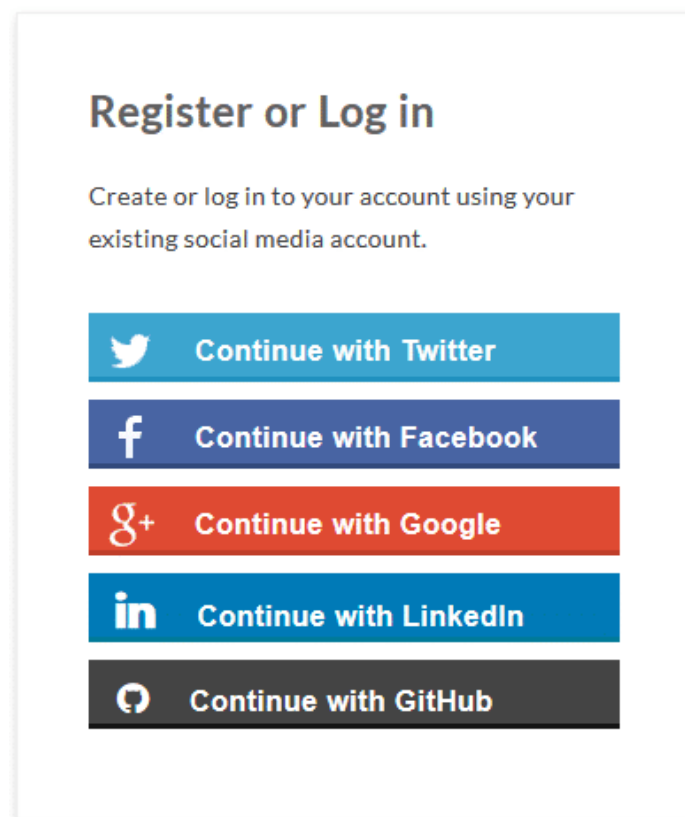 Register or Log in
Create or log in to your account using your
existing social media account.
Continue with Twitter
Continue with Facebook
g+ Continue with Google
in Continue with LinkedIn
Continue with GitHub